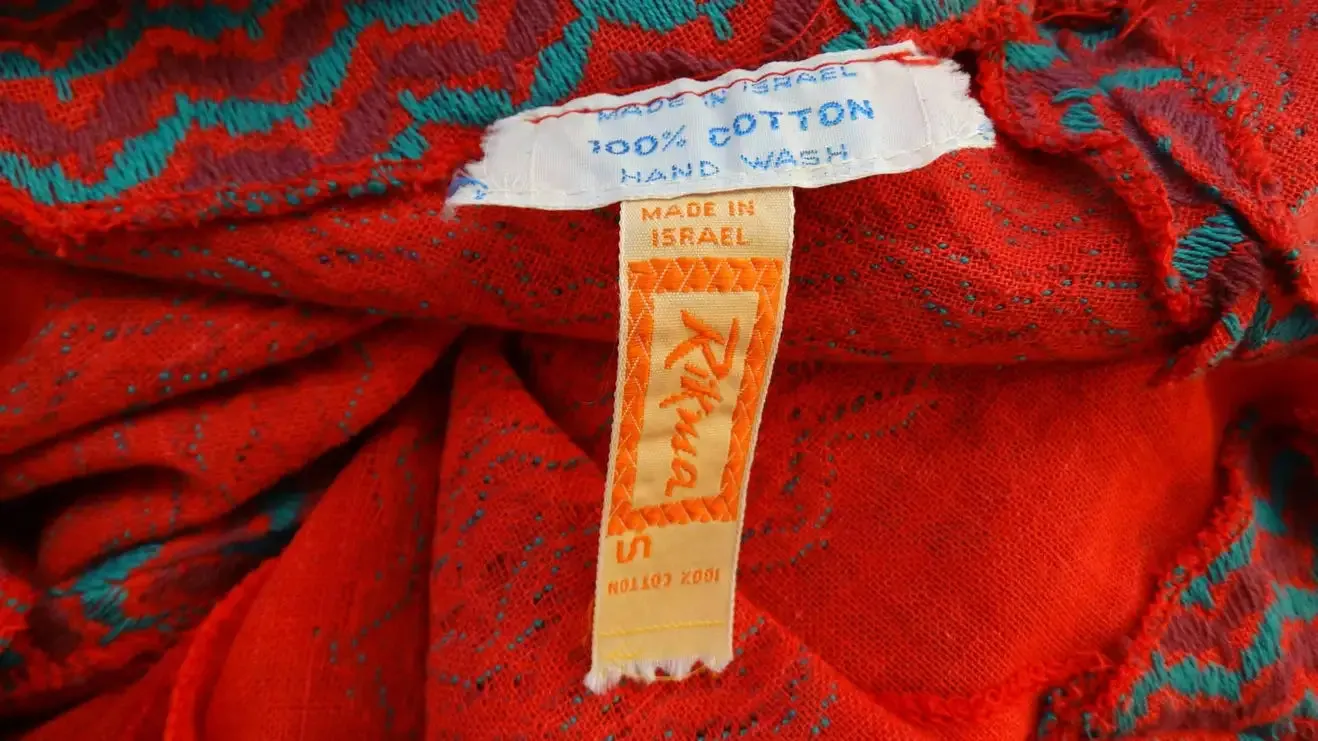 MADE IN ISRAEL
100% COTTON
HAND WASH
MADE IN
ISRAEL
Rikma
S
100% COTTON